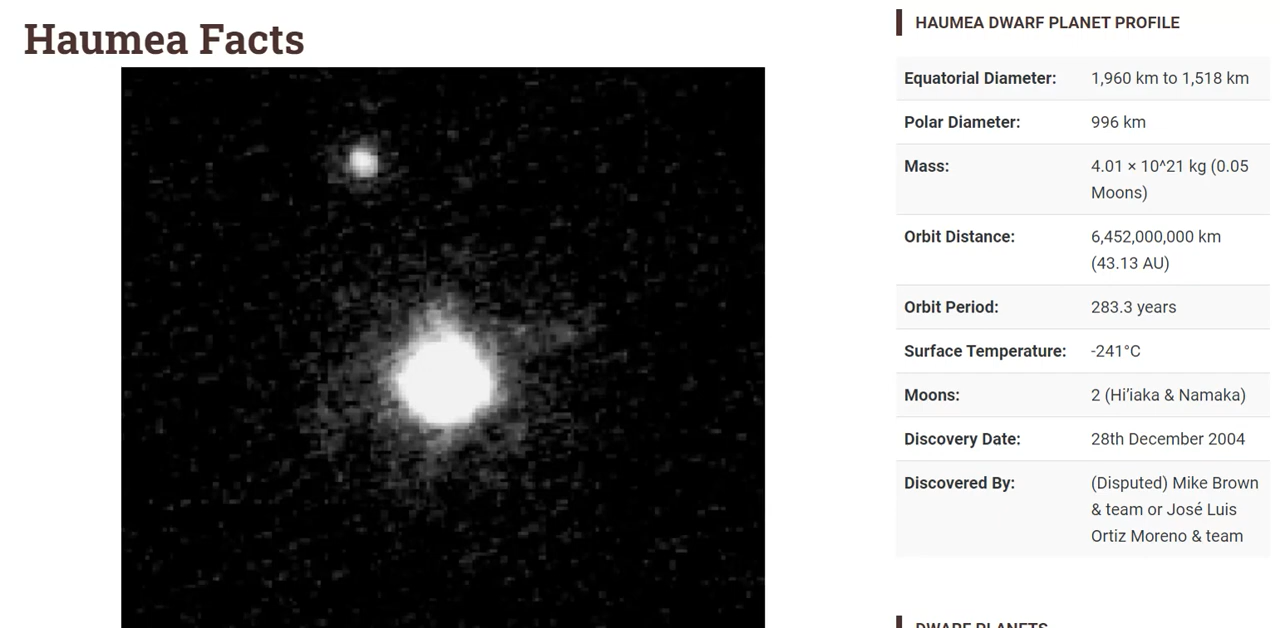 Haumea Facts
HAUMEA DWARF PLANET PROFILE
Equatorial Diameter: 1,960 km to 1,518 km
Polar Diameter: 996 km
Mass: 4.01 × 10^21 kg (0.05
Moons)
Orbit Distance: 6,452,000,000 km
(43.13 AU)
Orbit Period: 283.3 years
Surface Temperature: -241°C
Moons: 2 (Hi’iaka & Namaka)
Discovery Date: 28th December 2004
Discovered By: (Disputed) Mike Brown
& team or José Luis
Ortiz Moreno & team
DWARF PLANETS